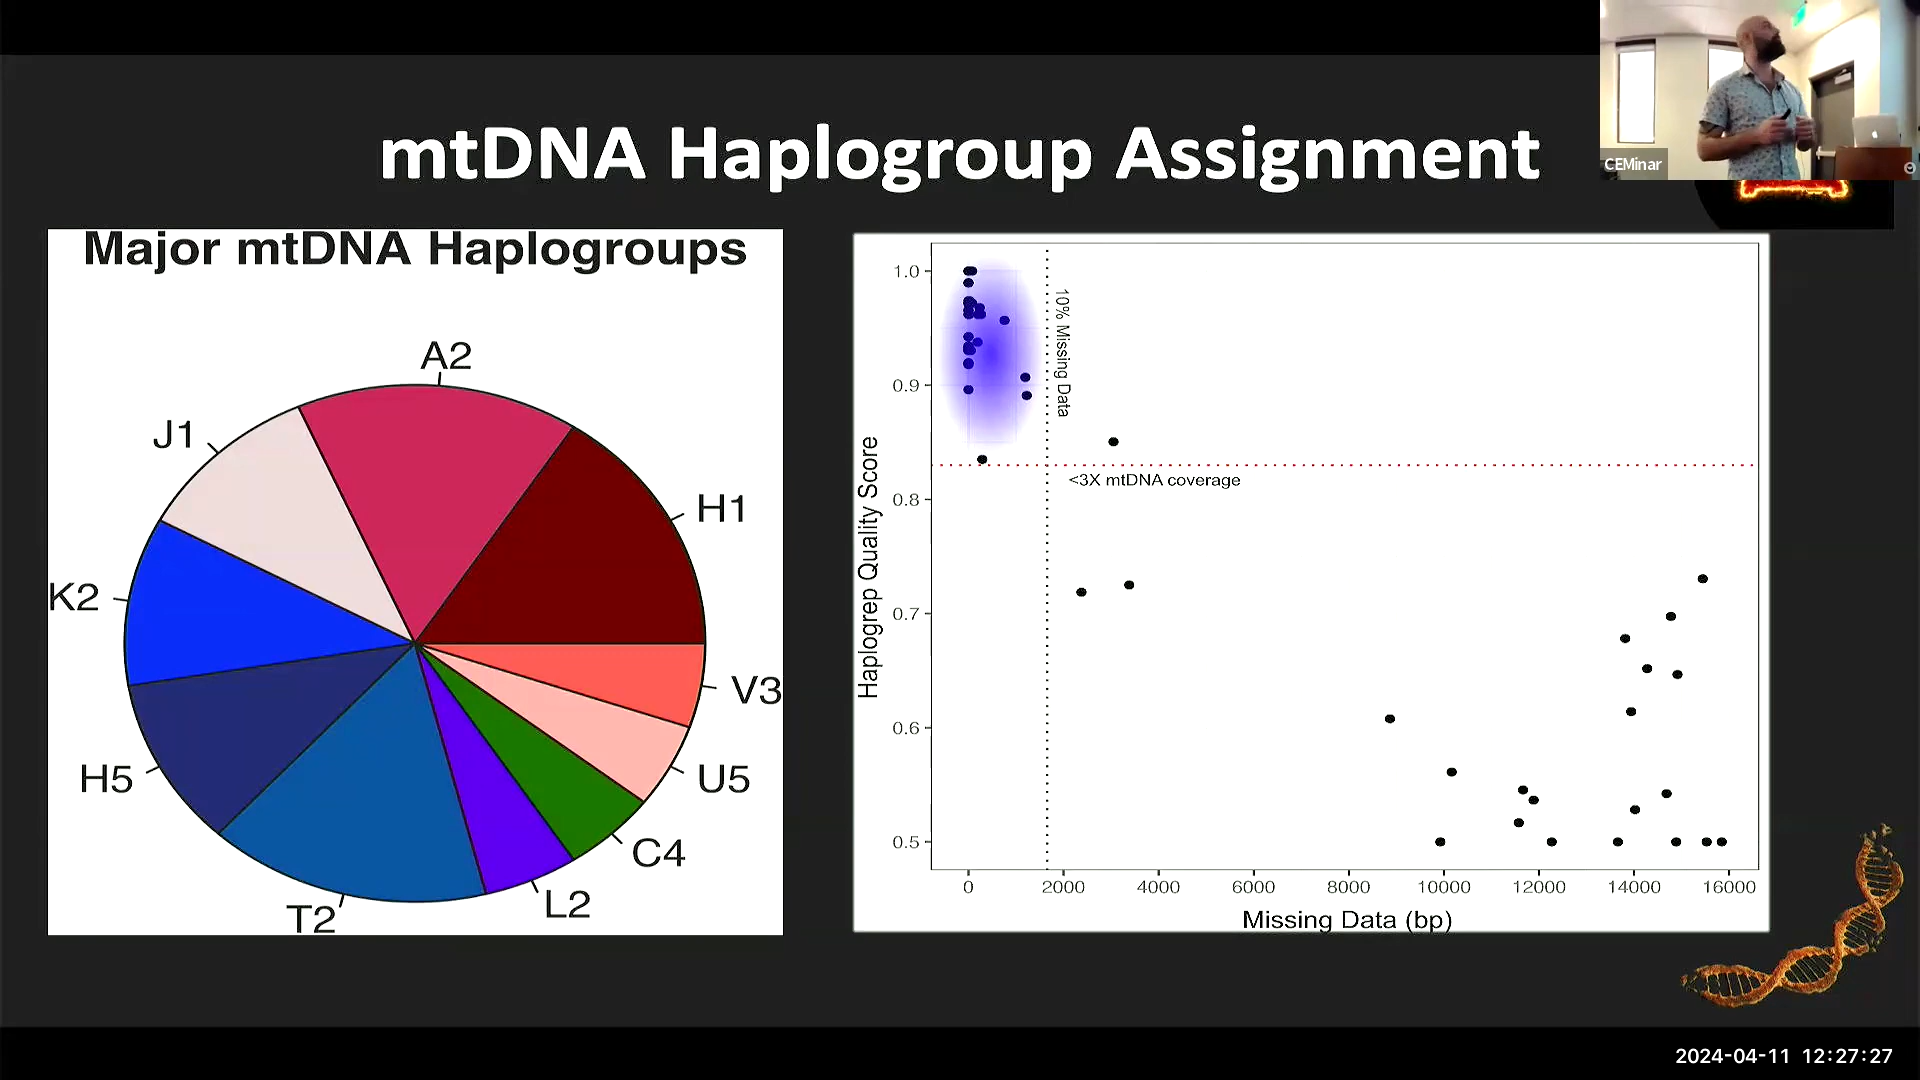 mtDNA Haplogroup Assignment
CEMinar
Major mtDNA Haplogroups
A2
J1
H1
K2
V3
H5
U5
C4
T2
L2
1.0
0.9
0.8
0.7
0.6
0.5
Haplogrep Quality Score
10% Missing Data
<3X mtDNA coverage
0 2000 4000 6000 8000 10000 12000 14000 16000
Missing Data (bp)
2024-04-11 12:27:27